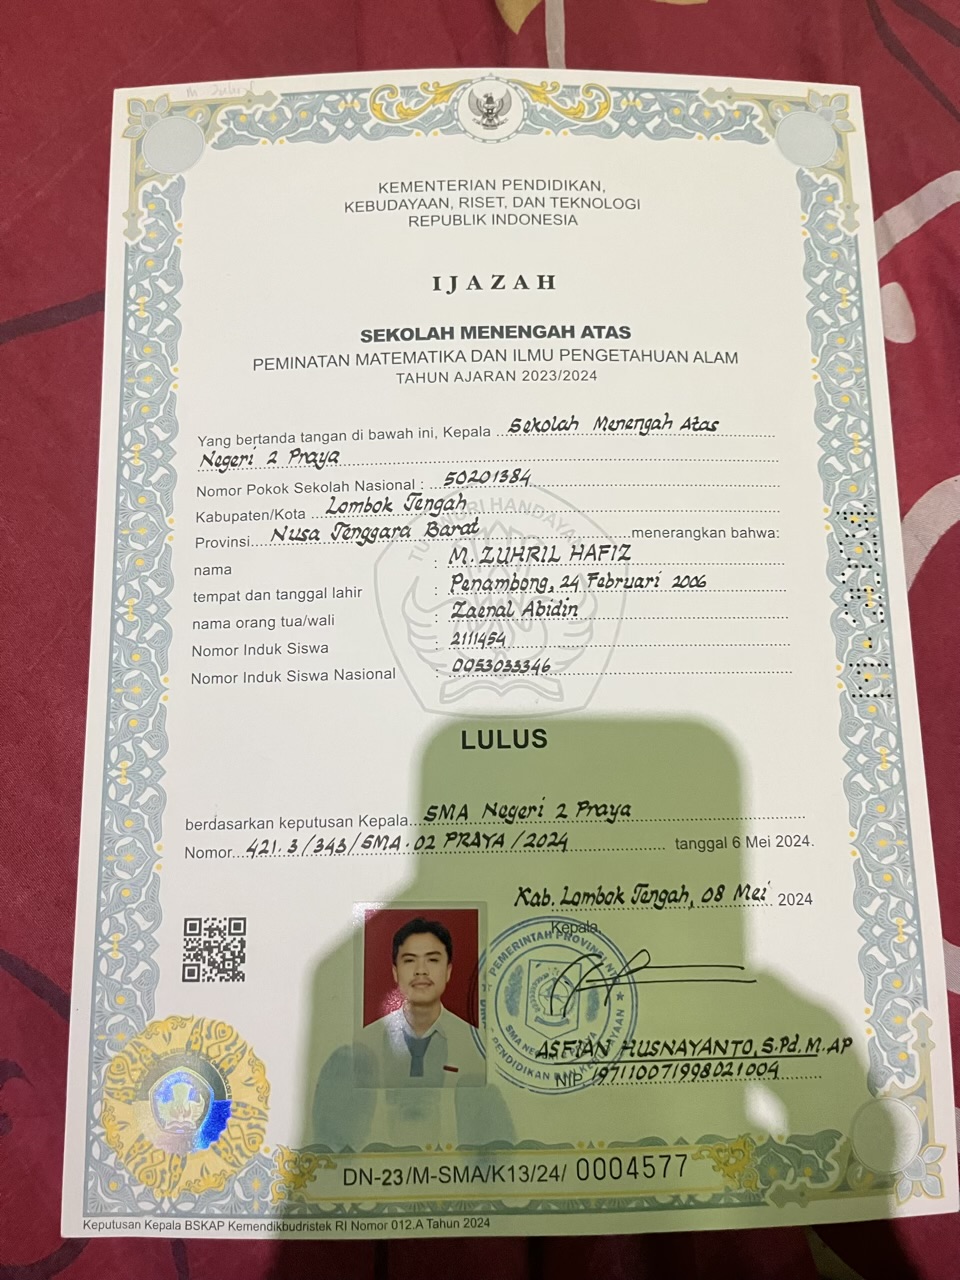 KEMENTERIAN PENDIDIKAN,
KEBUDAYAAN, RISET, DAN TEKNOLOGI
REPUBLIK INDONESIA
IJAZAH
SEKOLAH MENENGAH ATAS
PEMINATAN MATEMATIKA DAN ILMU PENGETAHUAN ALAM
TAHUN AJARAN 2023/2024
Yang bertanda tangan di bawah ini, Kepala Sekolah Menengah Atas
Negeri 2 Praya
Nomor Pokok Sekolah Nasional : 50201384
Kabupaten/Kota Lombok Tengah
Provinsi Nusa Tenggara Barat menerangkan bahwa:
nama : M. ZUHRIL HAFIZ
tempat dan tanggal lahir : Penambong, 24 Februari 2006
nama orang tua/wali : Zaenal Abidin
Nomor Induk Siswa : 2111454
Nomor Induk Siswa Nasional : 0053033346
LULUS
berdasarkan keputusan Kepala SMA Negeri 2 Praya
Nomor 421.3/343/SMA.02 PRAYA/2024 tanggal 6 Mei 2024.
Kab. Lombok Tengah, 08 Mei 2024
Kepala,
PEMERINTAH PROVINSI
ASFIAN HUSNAYANTO, S.Pd, M.AP
NIP 197110071998021004
DN-23/M-SMA/K13/24/ 0004577
Keputusan Kepala BSKAP Kemendikbudristek RI Nomor 012.A Tahun 2024